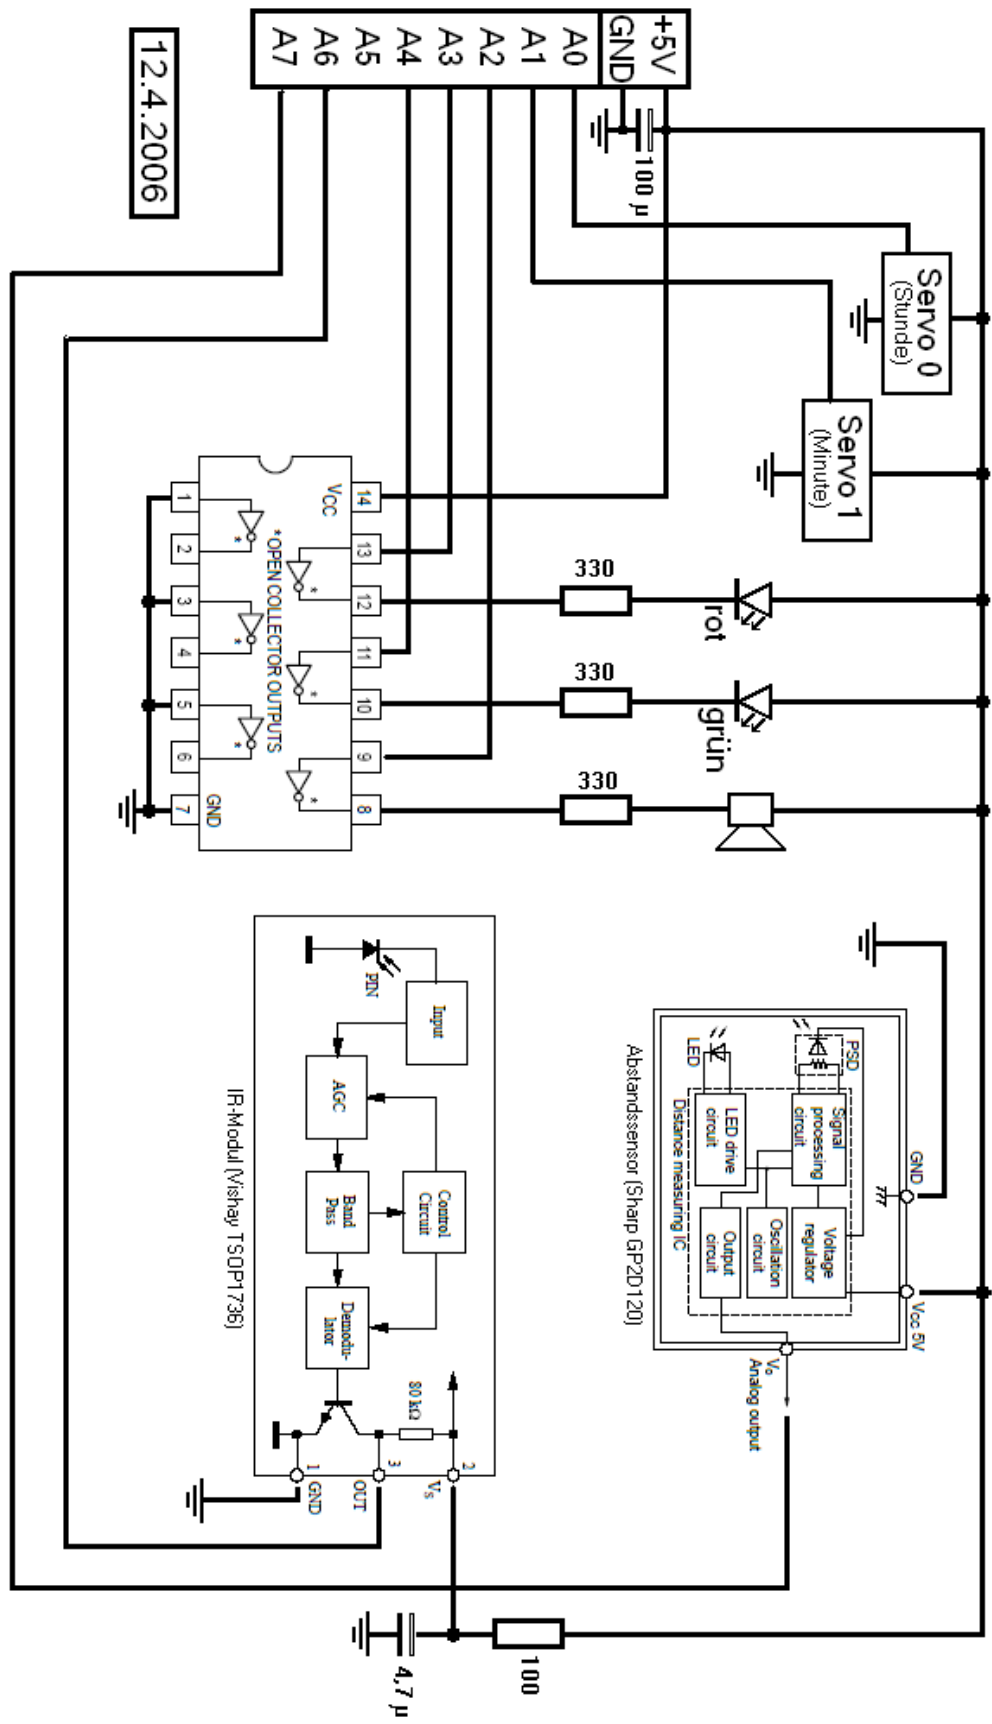 +5V
GND
A0
A1
A2
A3
A4
A5
A6
A7
12.4.2006
100 µ
Servo 0
(Stunde)
Servo 1
(Minute)
330
rot
330
grün
330
14
13
12
11
10
9
8
VCC
*OPEN COLLECTOR OUTPUTS
*
*
*
*
*
*
GND
1
2
3
4
5
6
7
PSD
LED
Signal
processing
circuit
LED drive
circuit
Voltage
regulator
Oscillation
circuit
Output
circuit
Distance measuring IC
GND
Vcc 5V
Vo
Analog output
Abstandssensor (Sharp GP2D120)
PIN
Input
AGC
Control
Circuit
Band
Pass
Demodu-
lator
80 kΩ
2
VS
3
OUT
1
GND
IR-Modul (Vishay TSOP1736)
100
4,7 µ